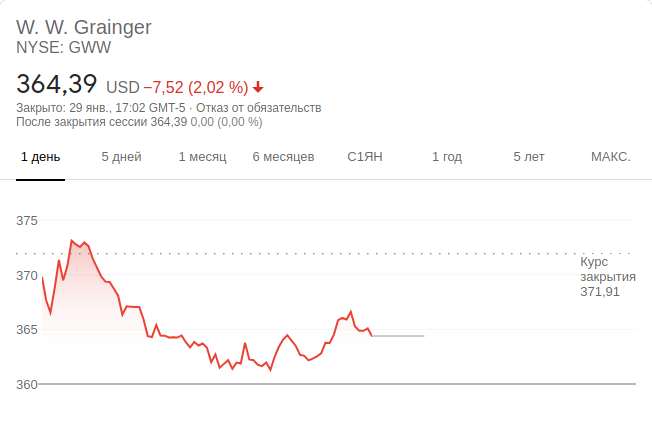 W. W. Grainger
NYSE: GWW
364,39 USD −7,52 (2,02 %)
Закрыто: 29 янв., 17:02 GMT-5 · Отказ от обязательств
После закрытия сессии 364,39 0,00 (0,00 %)
1 день 5 дней 1 месяц 6 месяцев С1ЯН 1 год 5 лет МАКС.
375
Курс
370 закрытия
371,91
365
360